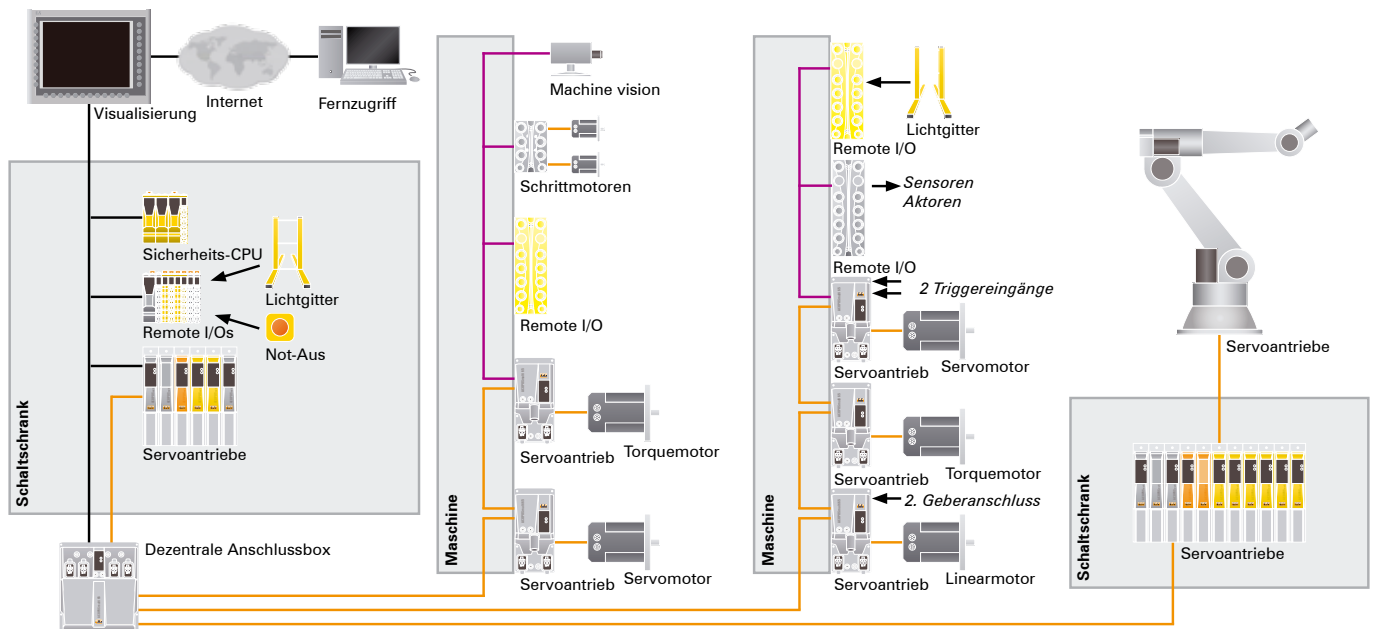 Visualisierung
Internet
Fernzugriff
Schaltschrank
Sicherheits-CPU
Lichtgitter
Remote I/Os
Not-Aus
Servoantriebe
Dezentrale Anschlussbox
Maschine
Machine vision
Schrittmotoren
Remote I/O
Servoantrieb
Torquemotor
Servoantrieb
Servomotor
Maschine
Lichtgitter
Remote I/O
Sensoren
Aktoren
Remote I/O
2 Triggereingänge
Servoantrieb
Servomotor
Servoantrieb
Torquemotor
2. Geberanschluss
Servoantrieb
Linearmotor
Servoantriebe
Schaltschrank
Servoantriebe